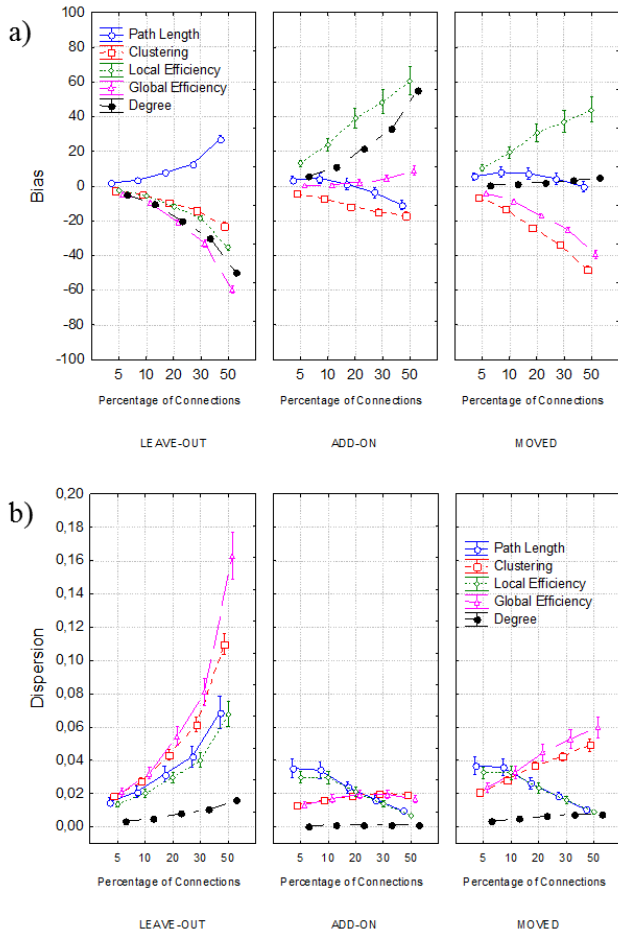 a)
100
80
60
40
20
0
-20
-40
-60
-80
-100
Bias
Path Length
Clustering
Local Efficiency
Global Efficiency
Degree
5 10 20 30 50
5 10 20 30 50
5 10 20 30 50
Percentage of Connections
Percentage of Connections
Percentage of Connections
LEAVE-OUT
ADD-ON
MOVED
b)
0,20
0,18
0,16
0,14
0,12
0,10
0,08
0,06
0,04
0,02
0,00
Dispersion
Path Length
Clustering
Local Efficiency
Global Efficiency
Degree
5 10 20 30 50
5 10 20 30 50
5 10 20 30 50
Percentage of Connections
Percentage of Connections
Percentage of Connections
LEAVE-OUT
ADD-ON
MOVED